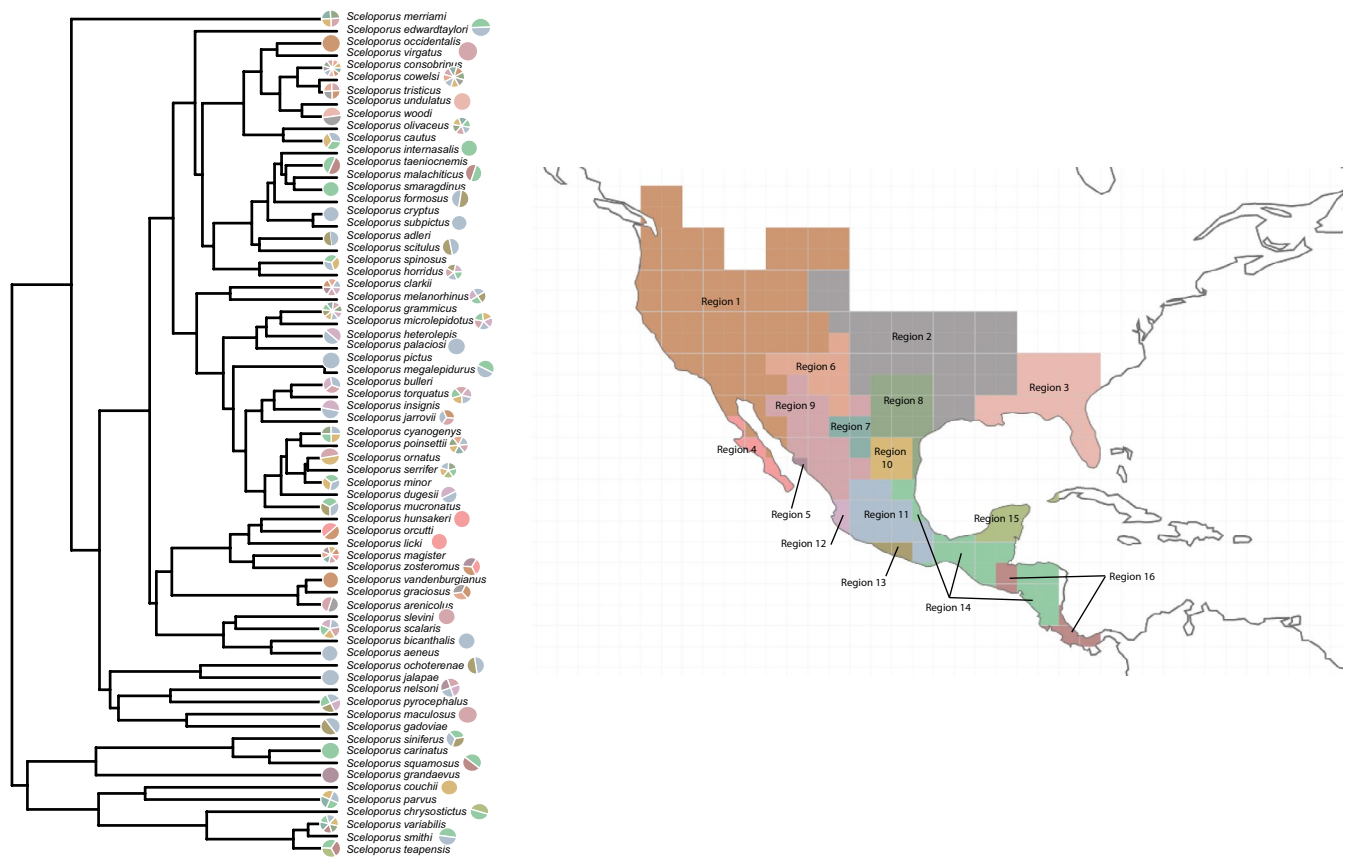 Sceloporus merriami
Sceloporus edwardtaylori
Sceloporus occidentalis
Sceloporus virgatus
Sceloporus consobrinus
Sceloporus cowelsi
Sceloporus tristicus
Sceloporus undulatus
Sceloporus woodi
Sceloporus olivaceus
Sceloporus cautus
Sceloporus internasalis
Sceloporus taeniocnemis
Sceloporus malachiticus
Sceloporus smaragdinus
Sceloporus formosus
Sceloporus cryptus
Sceloporus subpictus
Sceloporus adleri
Sceloporus scitulus
Sceloporus spinosus
Sceloporus horridus
Sceloporus clarkii
Sceloporus melanorhinus
Sceloporus grammicus
Sceloporus microlepidotus
Sceloporus heterolepis
Sceloporus palaciosi
Sceloporus pictus
Sceloporus megalepidurus
Sceloporus bulleri
Sceloporus torquatus
Sceloporus insignis
Sceloporus jarrovii
Sceloporus cyanogenys
Sceloporus poinsettii
Sceloporus ornatus
Sceloporus serrifer
Sceloporus minor
Sceloporus dugesii
Sceloporus mucronatus
Sceloporus hunsakeri
Sceloporus orcutti
Sceloporus licki
Sceloporus magister
Sceloporus zosteromus
Sceloporus vandenburgianus
Sceloporus graciosus
Sceloporus arenicolus
Sceloporus slevini
Sceloporus scalaris
Sceloporus bicanthalis
Sceloporus aeneus
Sceloporus ochoterenae
Sceloporus jalapae
Sceloporus nelsoni
Sceloporus pyrocephalus
Sceloporus maculosus
Sceloporus gadoviae
Sceloporus siniferus
Sceloporus carinatus
Sceloporus squamosus
Sceloporus grandaevus
Sceloporus couchii
Sceloporus parvus
Sceloporus chrysostictus
Sceloporus variabilis
Sceloporus smithi
Sceloporus teapensis
Region 1
Region 2
Region 6
Region 3
Region 8
Region 9
Region 7
Region 4
Region
10
Region 5
Region 11
Region 15
Region 12
Region 13
Region 16
Region 14